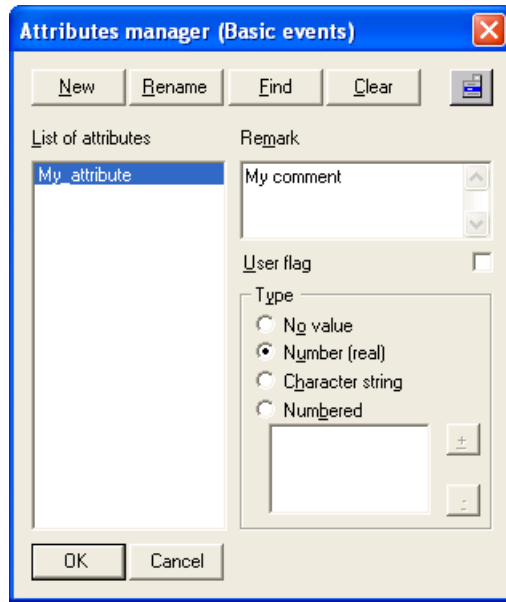 Attributes manager (Basic events)
New Rename Find Clear
List of attributes
My_attribute
Remark
My comment
User flag
Type
No value
Number (real)
Character string
Numbered
+
-
OK Cancel